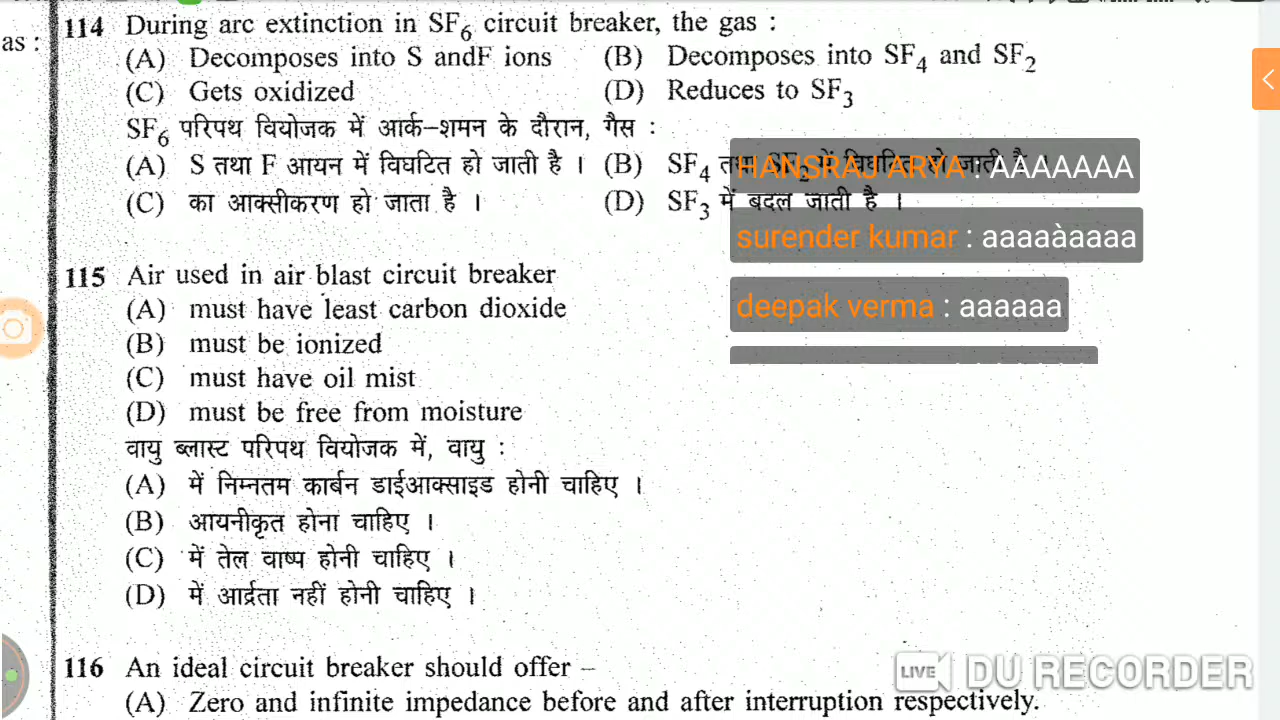 as :
114 During arc extinction in SF6 circuit breaker, the gas :
(A) Decomposes into S andF ions (B) Decomposes into SF4 and SF2
(C) Gets oxidized (D) Reduces to SF3
SF6 परिपथ वियोजक में आर्क-शमन के दौरान, गैस :
(A) S तथा F आयन में विघटित हो जाती है । (B) SF4 तथा SF2 में विघटित हो जाती है ।
HANSRAJ ARYA : AAAAAAA
(C) का आक्सीकरण हो जाता है । (D) SF3 में बदल जाती है ।
surender kumar : aaaaàaaaa
115 Air used in air blast circuit breaker
(A) must have least carbon dioxide
deepak verma : aaaaaa
(B) must be ionized
(C) must have oil mist
(D) must be free from moisture
वायु ब्लास्ट परिपथ वियोजक में, वायु :
(A) में निम्नतम कार्बन डाईआक्साइड होनी चाहिए ।
(B) आयनीकृत होना चाहिए ।
(C) में तेल वाष्प होनी चाहिए ।
(D) में आर्द्रता नहीं होनी चाहिए ।
116 An ideal circuit breaker should offer –
LIVE DU RECORDER
(A) Zero and infinite impedance before and after interruption respectively.